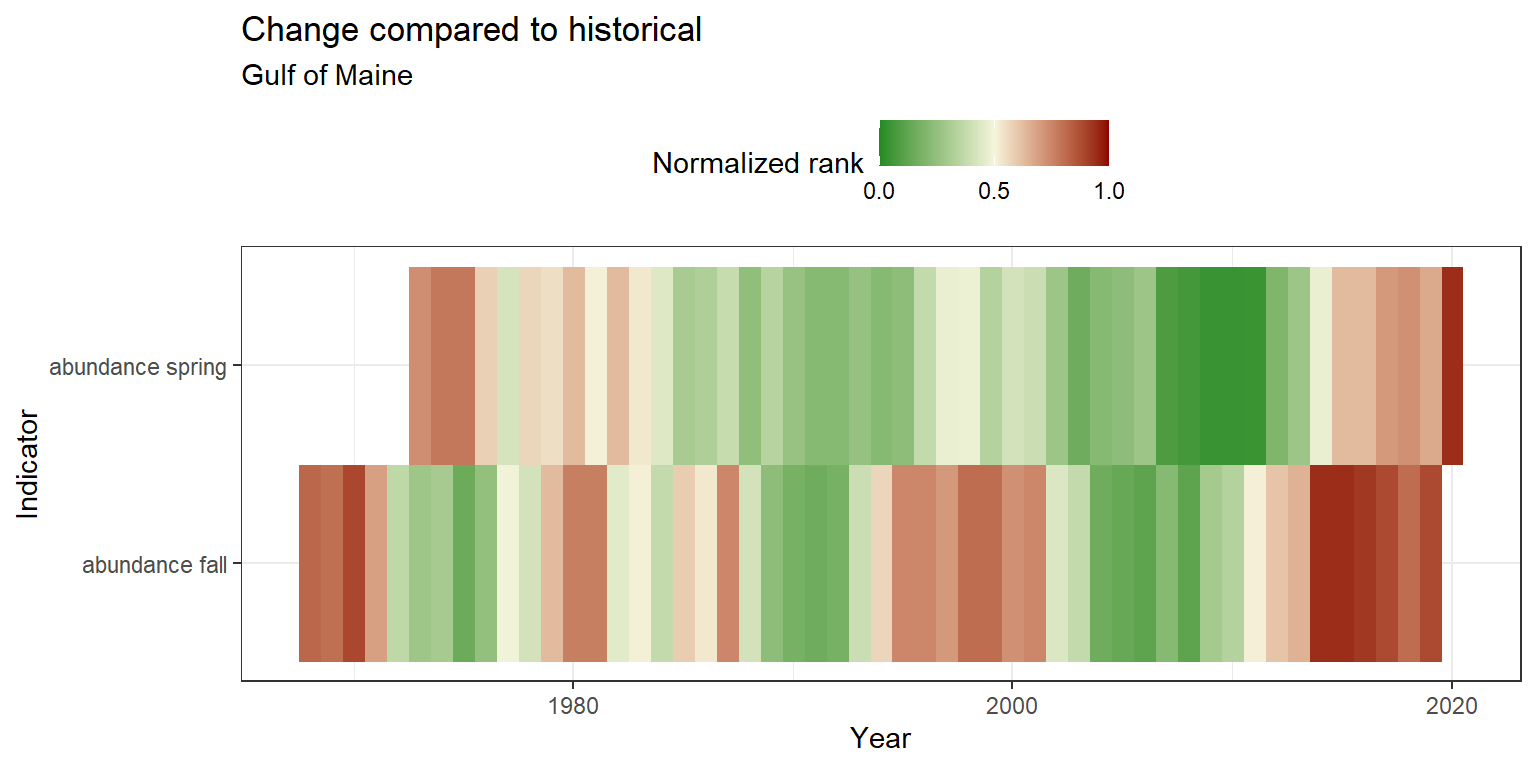 Change compared to historical
Gulf of Maine
Normalized rank
0.0 0.5 1.0
Indicator
abundance spring
abundance fall
1980 2000 2020
Year